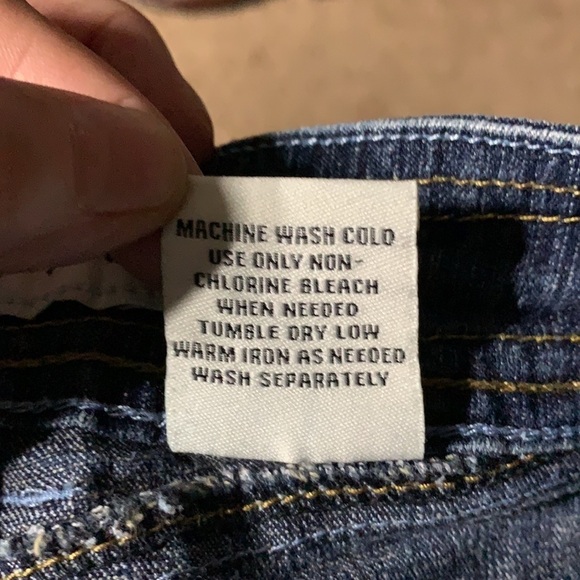 MACHINE WASH COLD
USE ONLY NON-
CHLORINE BLEACH
WHEN NEEDED
TUMBLE DRY LOW
WARM IRON AS NEEDED
WASH SEPARATELY